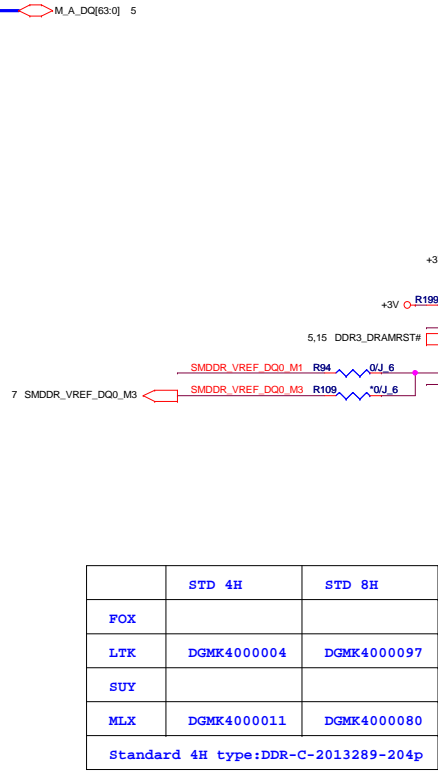 M_A_DQ[63:0] 5
+3
+3V R199
5,15 DDR3_DRAMRST#
SMDDR_VREF_DQ0_M1 R94 0/J_6
7 SMDDR_VREF_DQ0_M3 SMDDR_VREF_DQ0_M3 R109 *0/J_6
STD 4H STD 8H
FOX
LTK DGMK4000004 DGMK4000097
SUY
MLX DGMK4000011 DGMK4000080
Standard 4H type:DDR-C-2013289-204p